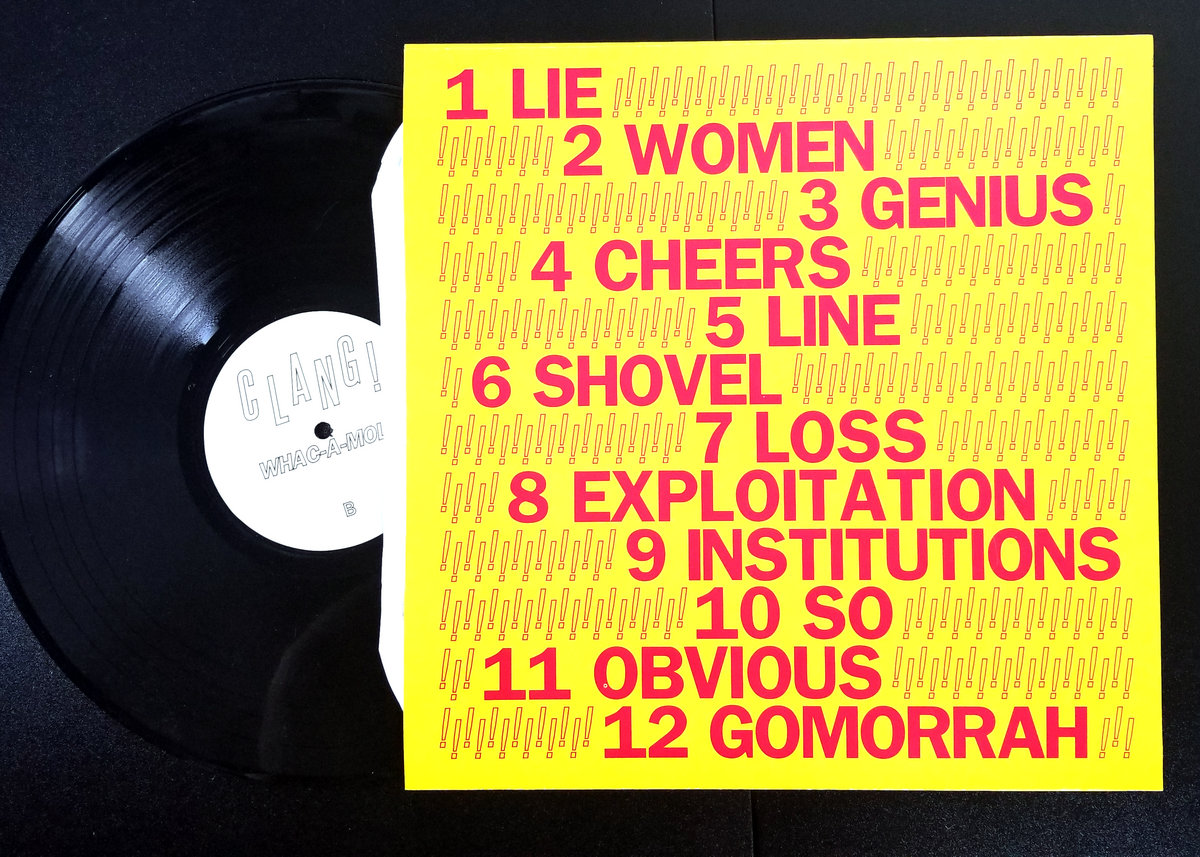 1 LIE
2 WOMEN
3 GENIUS
4 CHEERS
5 LINE
6 SHOVEL
7 LOSS
8 EXPLOITATION
9 INSTITUTIONS
10 SO
11 OBVIOUS
12 GOMORRAH
CLANG!
WHAC-A-MOL
B